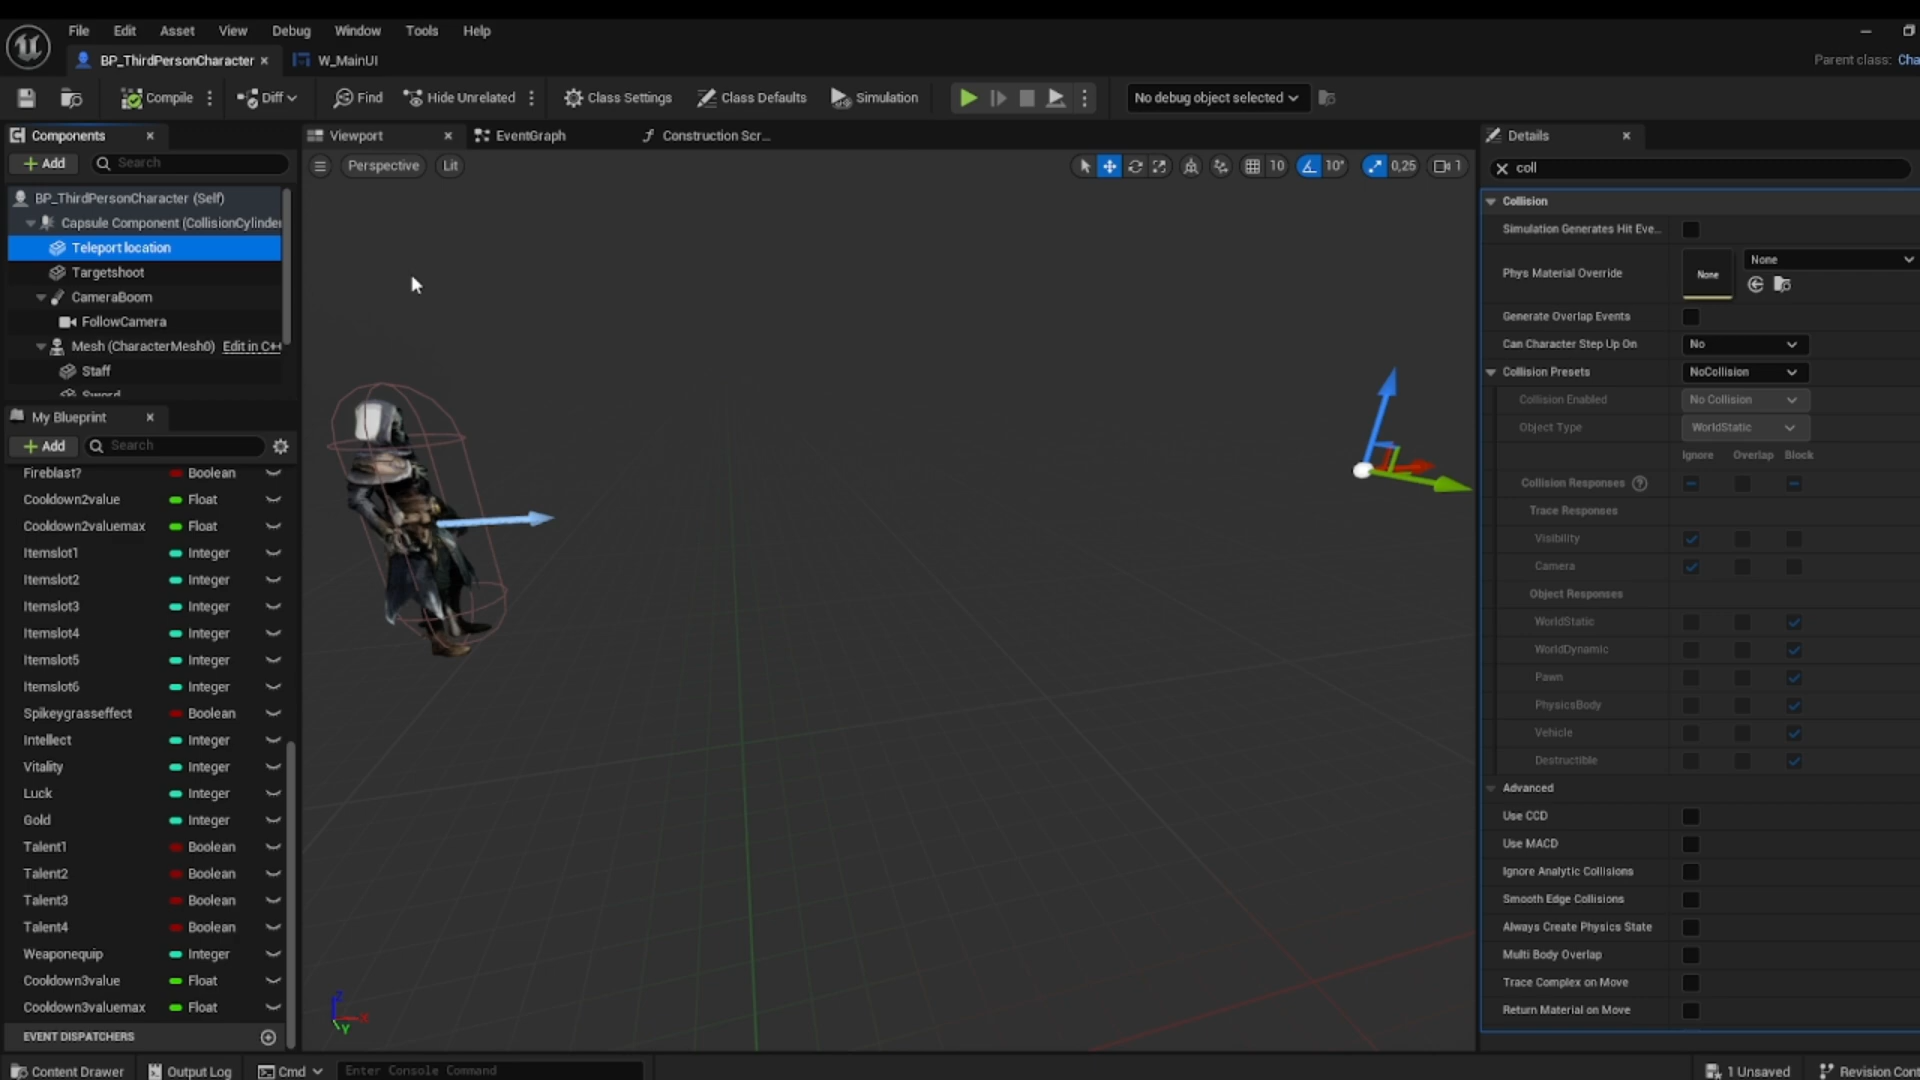 File Edit Asset View Debug Window Tools Help
BP_ThirdPersonCharacter W_MainUI Parent class: Cha
Compile Diff Find Hide Unrelated Class Settings Class Defaults Simulation No debug object selected
Components
Add Search
BP_ThirdPersonCharacter (Self)
Capsule Component (CollisionCylinder
Teleport location
Targetshoot
CameraBoom
FollowCamera
Mesh (CharacterMesh0) Edit in C++
Staff
Sword
My Blueprint
Add Search
Fireblast? Boolean
Cooldown2value Float
Cooldown2valuemax Float
Itemslot1 Integer
Itemslot2 Integer
Itemslot3 Integer
Itemslot4 Integer
Itemslot5 Integer
Itemslot6 Integer
Spikeygrasseffect Boolean
Intellect Integer
Vitality Integer
Luck Integer
Gold Integer
Talent1 Boolean
Talent2 Boolean
Talent3 Boolean
Talent4 Boolean
Weaponequip Integer
Cooldown3value Float
Cooldown3valuemax Float
EVENT DISPATCHERS
Viewport EventGraph Construction Scr...
Perspective Lit 10 10° 0,25 1
Z X Y
Details
coll
Collision
Simulation Generates Hit Eve...
Phys Material Override None None
Generate Overlap Events
Can Character Step Up On No
Collision Presets NoCollision
Collision Enabled No Collision
Object Type WorldStatic
Ignore Overlap Block
Collision Responses ?
Trace Responses
Visibility
Camera
Object Responses
WorldStatic
WorldDynamic
Pawn
PhysicsBody
Vehicle
Destructible
Advanced
Use CCD
Use MACD
Ignore Analytic Collisions
Smooth Edge Collisions
Always Create Physics State
Multi Body Overlap
Trace Complex on Move
Return Material on Move
Content Drawer Output Log Cmd Enter Console Command 1 Unsaved Revision Cont